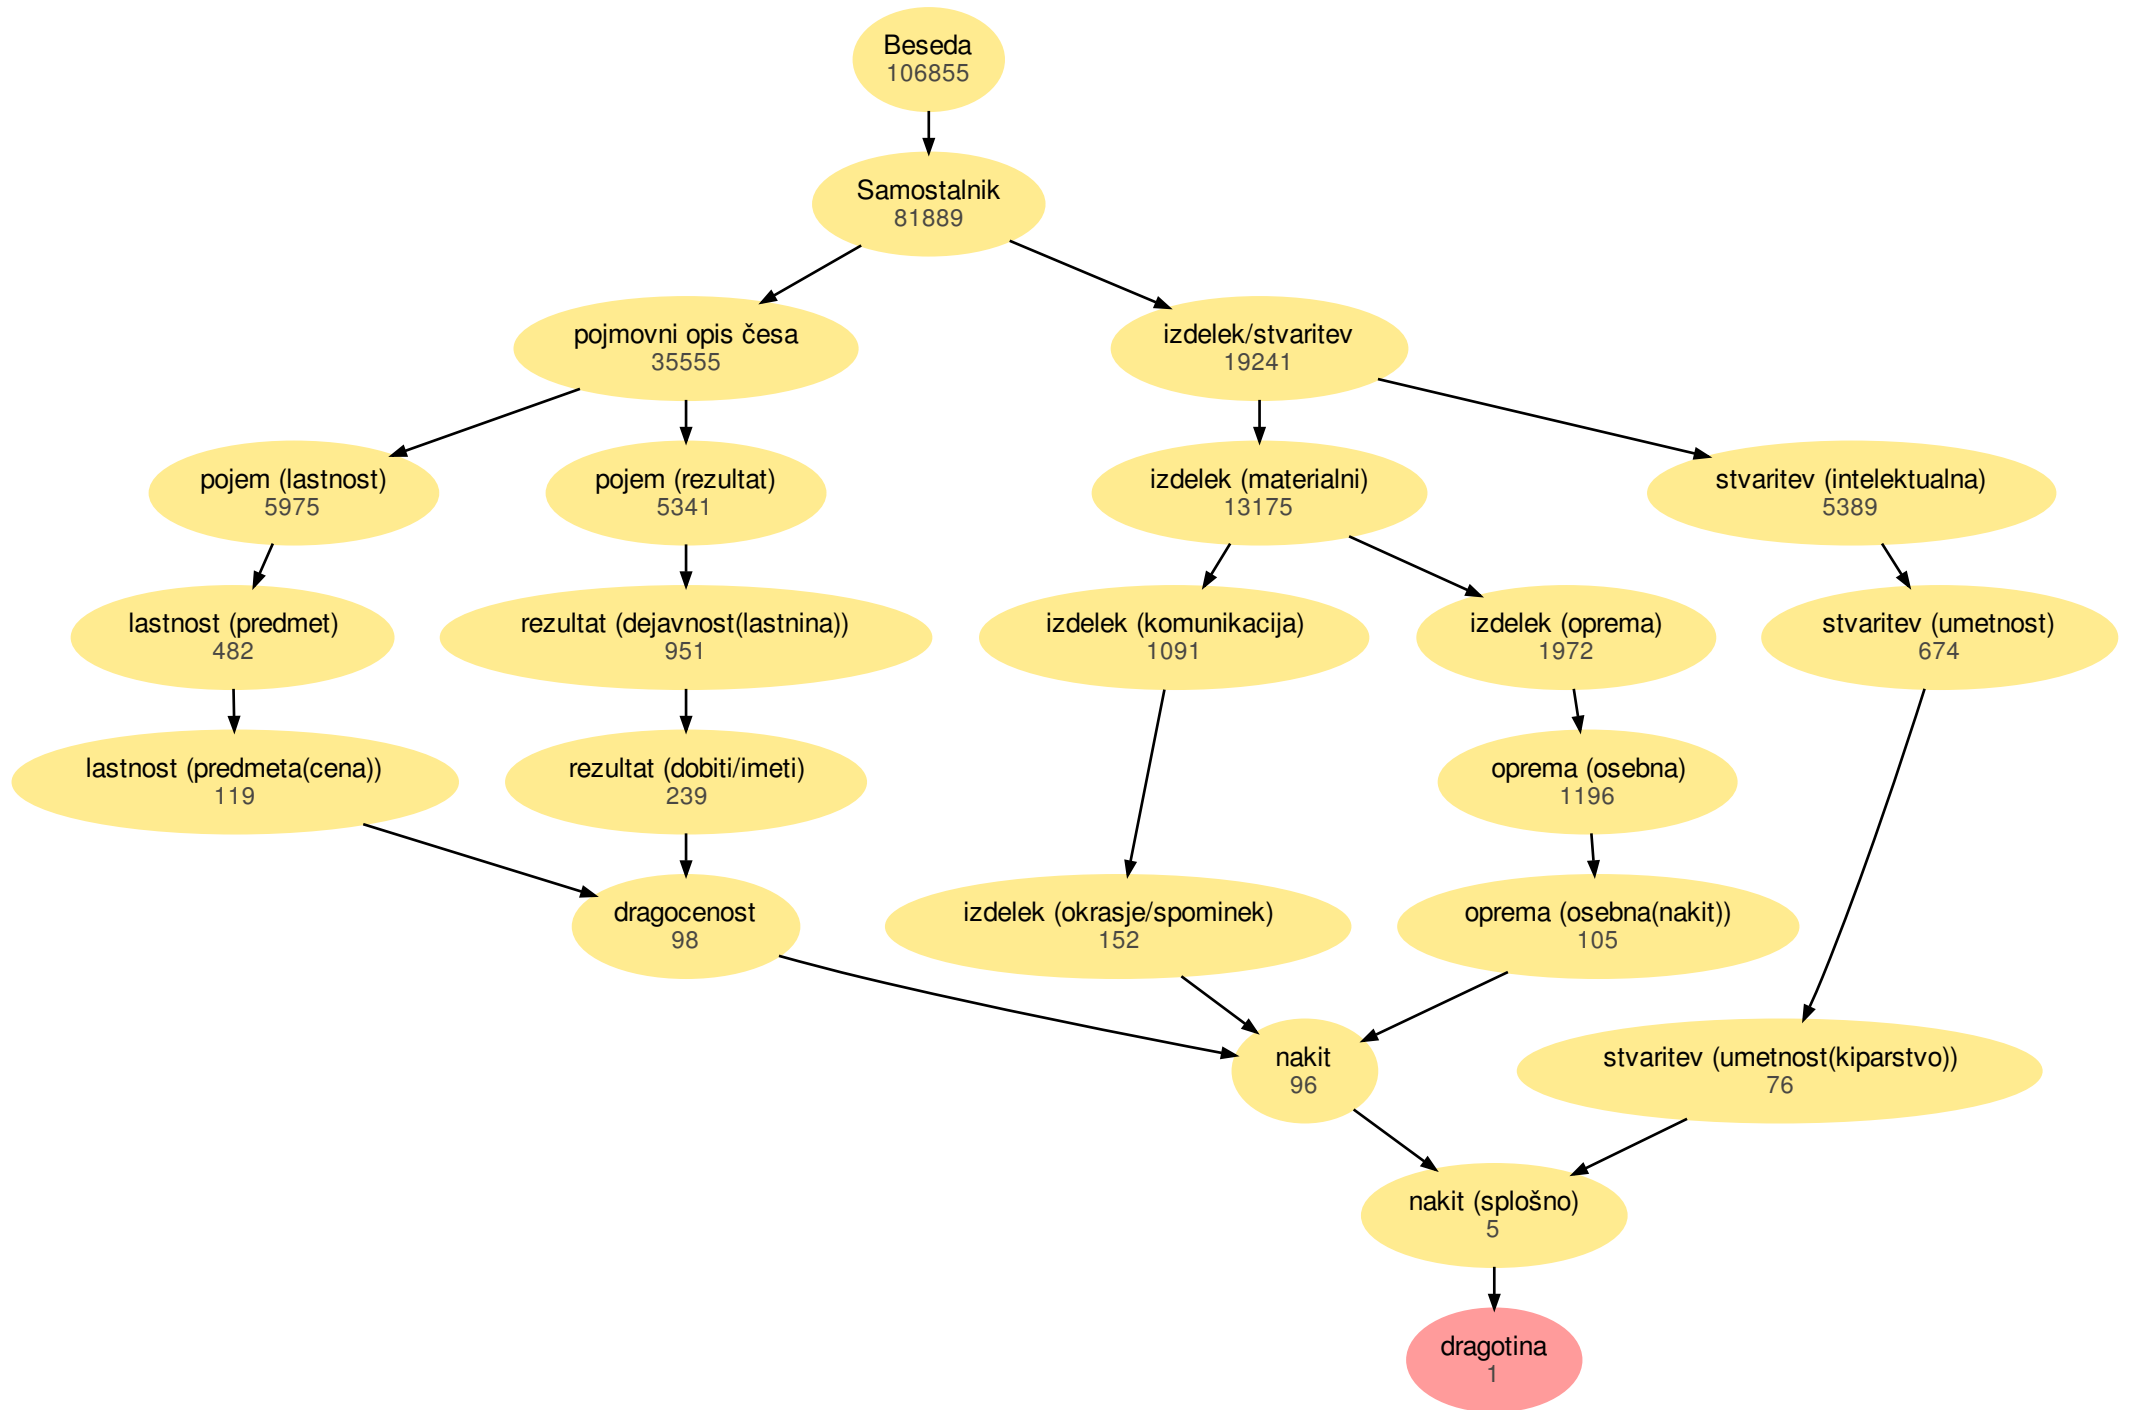 Beseda
106855
Samostalnik
81889
pojmovni opis česa
35555
izdelek/stvaritev
19241
pojem (lastnost)
5975
pojem (rezultat)
5341
izdelek (materialni)
13175
stvaritev (intelektualna)
5389
lastnost (predmet)
482
rezultat (dejavnost(lastnina))
951
izdelek (komunikacija)
1091
izdelek (oprema)
1972
stvaritev (umetnost)
674
lastnost (predmeta(cena))
119
rezultat (dobiti/imeti)
239
oprema (osebna)
1196
dragocenost
98
izdelek (okrasje/spominek)
152
oprema (osebna(nakit))
105
nakit
96
stvaritev (umetnost(kiparstvo))
76
nakit (splošno)
5
dragotina
1